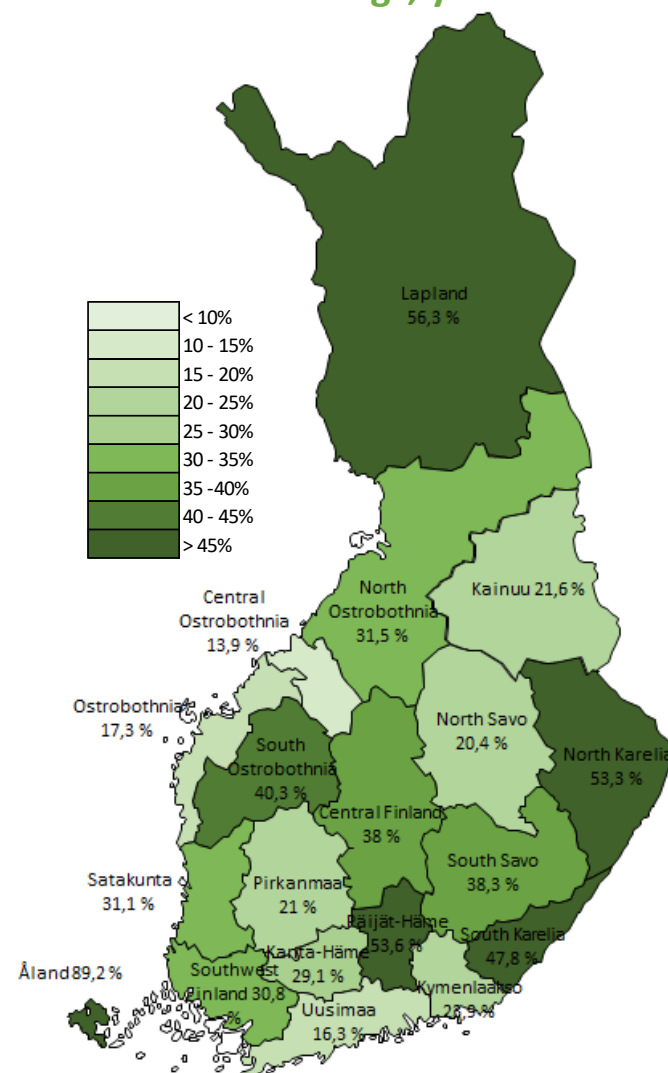 Lapland
56,3 %
< 10%
10 - 15%
15 - 20%
20 - 25%
25 - 30%
30 - 35%
35 -40%
40 - 45%
> 45%
Kainuu 21,6 %
North
Ostrobothnia
31,5 %
Central
Ostrobothnia
13,9 %
Ostrobothnia
17,3 %
North Savo
20,4 %
South
Ostrobothnia
40,3 %
North Karelia
53,3 %
Central Finland
38 %
South Savo
38,3 %
Satakunta
31,1 %
Pirkanmaa
21 %
Päijät-Häme
53,6 %
South Karelia
47,8 %
Kanta-Häme
29,1 %
Åland 89,2 %
Southwest
Finland 30,8
%
Kymenlaakso
23,9 %
Uusimaa
16,3 %